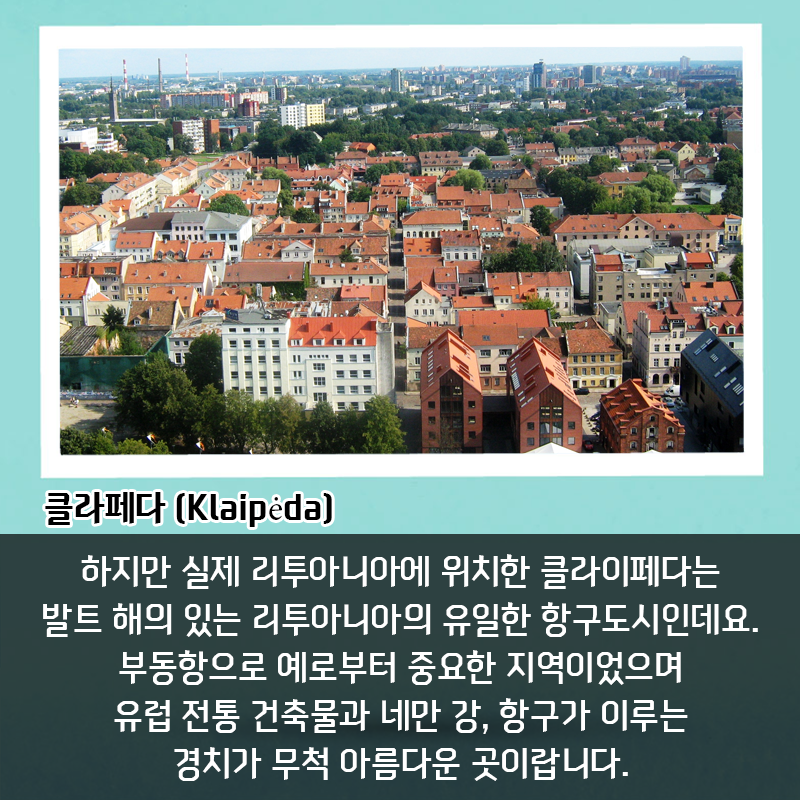 클라페다 (Klaipėda)
하지만 실제 리투아니아에 위치한 클라이페다는
발트 해의 있는 리투아니아의 유일한 항구도시인데요.
부동항으로 예로부터 중요한 지역이었으며
유럽 전통 건축물과 네만 강, 항구가 이루는
경치가 무척 아름다운 곳이랍니다.